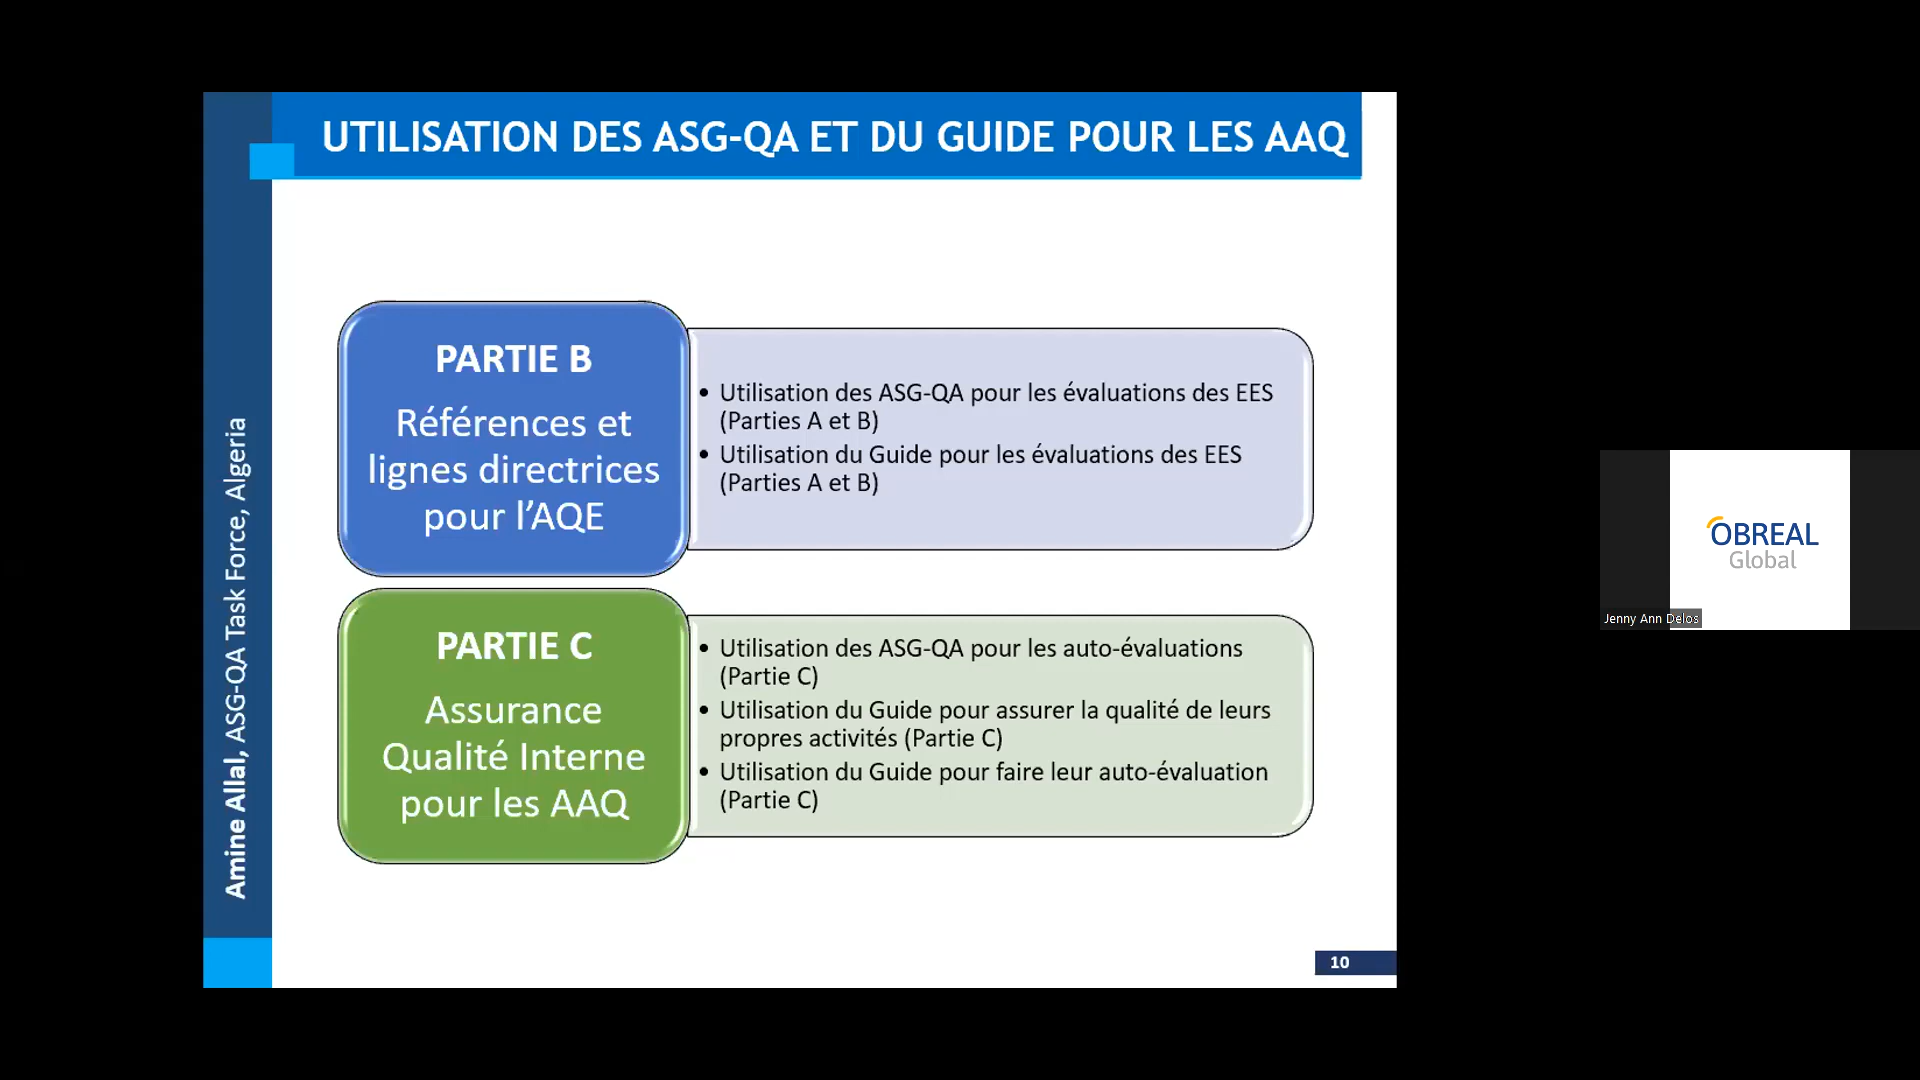 UTILISATION DES ASG-QA ET DU GUIDE POUR LES AAQ
Amine Allal, ASG-QA Task Force, Algeria
PARTIE B
Références et
lignes directrices
pour l’AQE
• Utilisation des ASG-QA pour les évaluations des EES
(Parties A et B)
• Utilisation du Guide pour les évaluations des EES
(Parties A et B)
PARTIE C
Assurance
Qualité Interne
pour les AAQ
• Utilisation des ASG-QA pour les auto-évaluations
(Partie C)
• Utilisation du Guide pour assurer la qualité de leurs
propres activités (Partie C)
• Utilisation du Guide pour faire leur auto-évaluation
(Partie C)
10
OBREAL
Global
Jenny Ann Delos